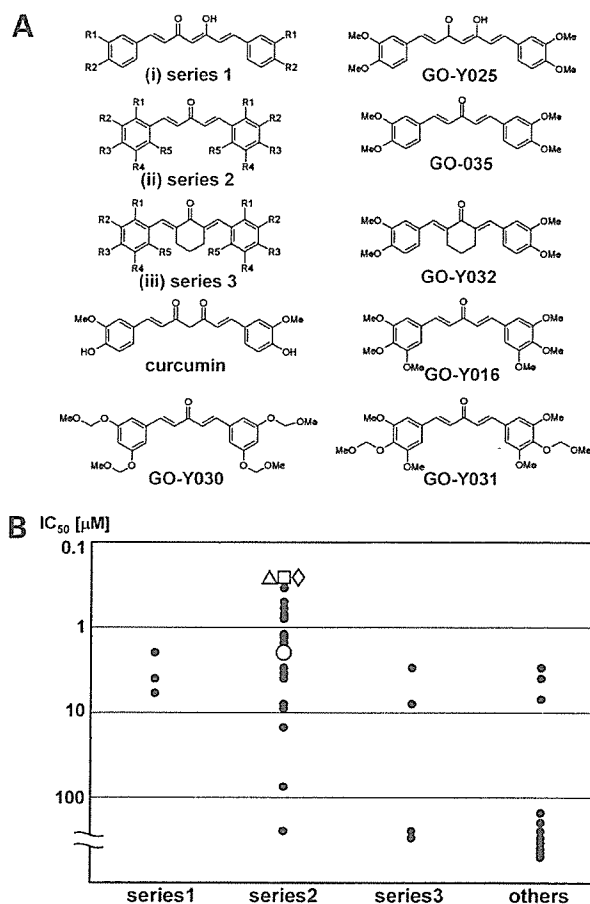 A
O OH
R1 R1
R2 R2
(i) series 1
O OH
MeO OMe
MeO OMe
GO-Y025
R1 O R1
R2 R2
R3 R5 R5 R3
R4 R4
(ii) series 2
O
MeO OMe
MeO OMe
GO-035
R1 O R1
R2 R2
R3 R5 R5 R3
R4 R4
(iii) series 3
O
MeO OMe
MeO OMe
GO-Y032
O O
MeO OMe
HO OH
curcumin
O
MeO OMe
MeO OMe
OMe OMe
GO-Y016
O
MeO O O OMe
MeO O O OMe
GO-Y030
O
MeO OMe
MeO O O OMe
OMe OMe
GO-Y031
B IC50 [μM]
0.1
1
10
100
series1 series2 series3 others